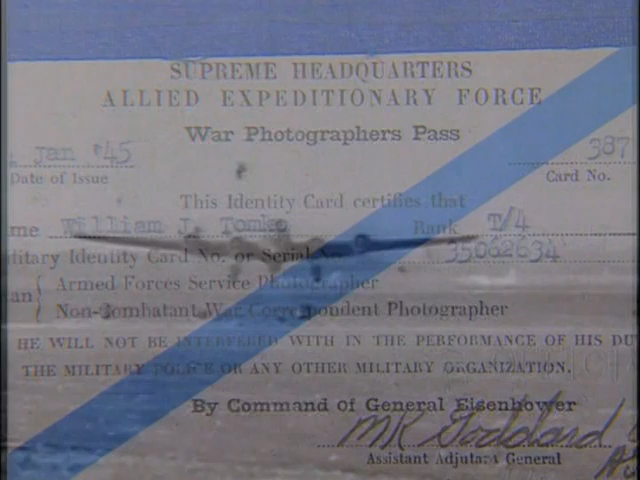 SUPREME HEADQUARTERS
ALLIED EXPEDITIONARY FORCE
War Photographers Pass
Jan '45 387
Date of Issue Card No.
This Identity Card certifies that
me William J. Tomko Rank T/4
litary Identity Card No. or Serial No. 35062634
an { Armed Forces Service Photographer
Non-Combatant War Correspondent Photographer
HE WILL NOT BE INTERFERED WITH IN THE PERFORMANCE OF HIS DU
THE MILITARY POLICE OR ANY OTHER MILITARY ORGANIZATION.
By Command of General Eisenhower
MR Goddard
Assistant Adjutant General